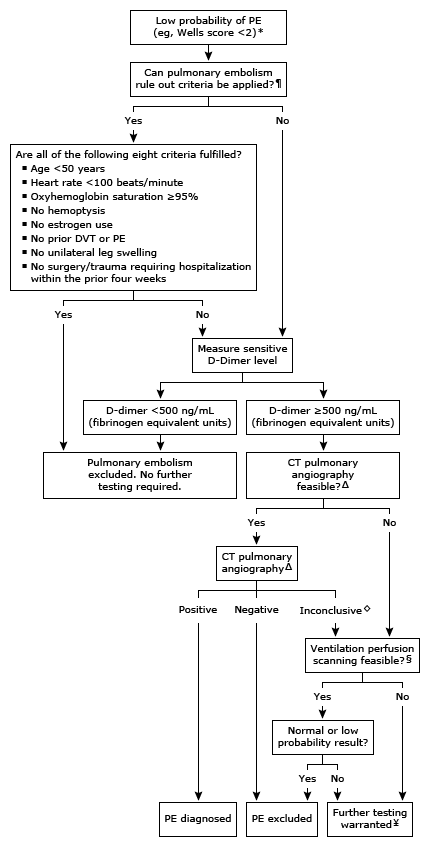 Low probability of PE
(eg, Wells score <2)*
Can pulmonary embolism
rule out criteria be applied?¶
Yes
No
Are all of the following eight criteria fulfilled?
▪ Age <50 years
▪ Heart rate <100 beats/minute
▪ Oxyhemoglobin saturation ≥95%
▪ No hemoptysis
▪ No estrogen use
▪ No prior DVT or PE
▪ No unilateral leg swelling
▪ No surgery/trauma requiring hospitalization
within the prior four weeks
Yes
No
Measure sensitive
D-Dimer level
D-dimer <500 ng/mL
(fibrinogen equivalent units)
D-dimer ≥500 ng/mL
(fibrinogen equivalent units)
Pulmonary embolism
excluded. No further
testing required.
CT pulmonary
angiography
feasible?Δ
Yes
No
CT pulmonary
angiographyΔ
Positive
Negative
Inconclusive◇
Ventilation perfusion
scanning feasible?§
Yes
No
Normal or low
probability result?
Yes
No
PE diagnosed
PE excluded
Further testing
warranted¥